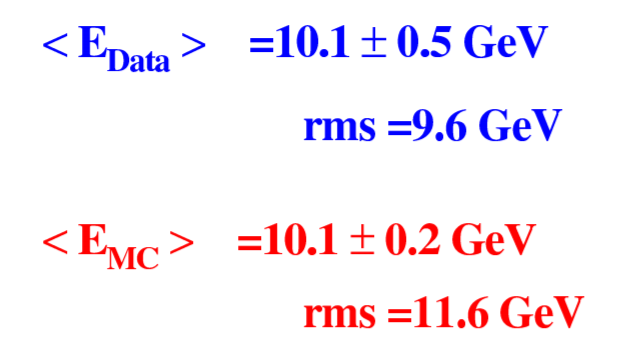 < E_Data > =10.1 ± 0.5 GeV
rms =9.6 GeV
< E_MC > =10.1 ± 0.2 GeV
rms =11.6 GeV